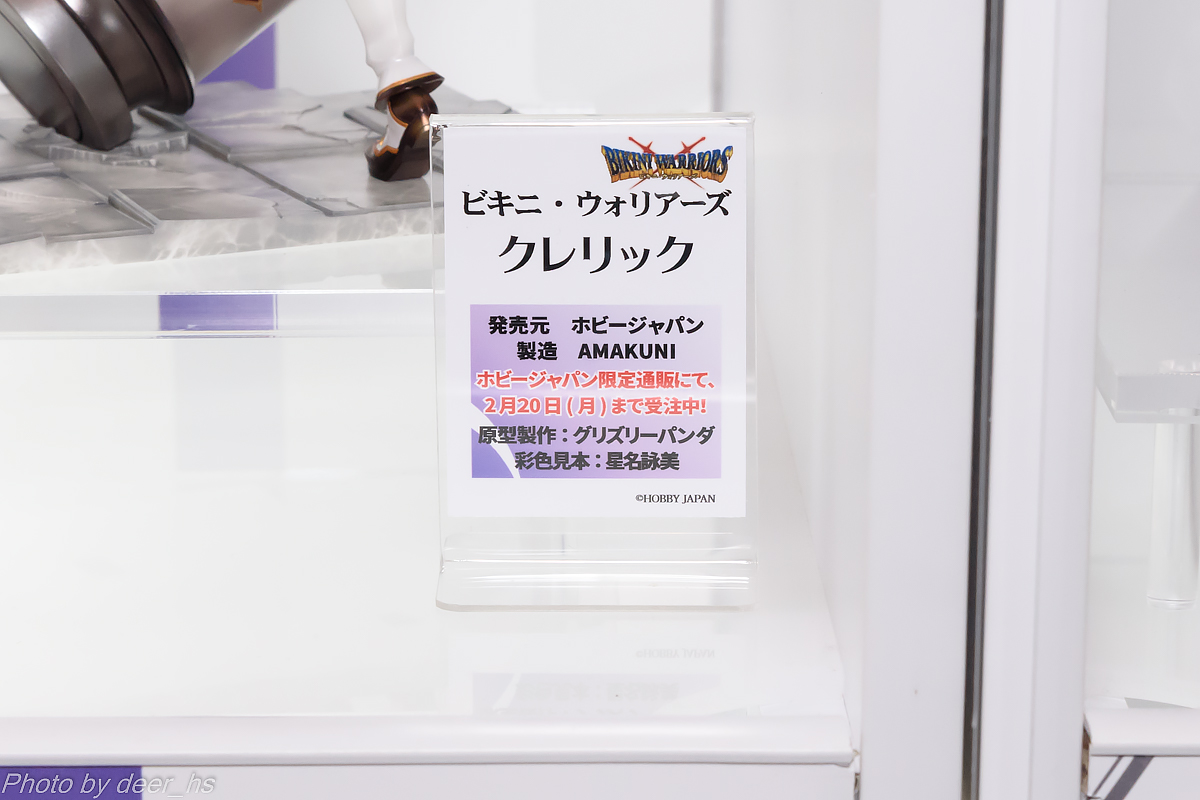 BIKINI WARRIORS
ビキニ・ウォリアーズ
クレリック
発売元　ホビージャパン
製造　AMAKUNI
ホビージャパン限定通販にて、
2月20日(月)まで受注中!
原型製作：グリズリーパンダ
彩色見本：星名詠美
©HOBBY JAPAN
Photo by deer_hs